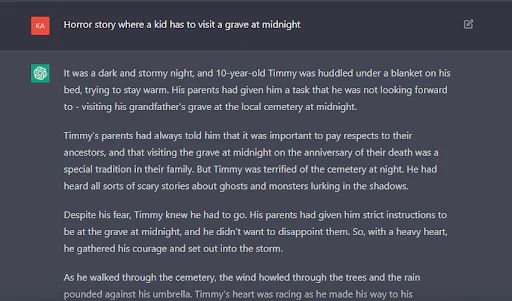 KA
Horror story where a kid has to visit a grave at midnight
It was a dark and stormy night, and 10-year-old Timmy was huddled under a blanket on his
bed, trying to stay warm. His parents had given him a task that he was not looking forward
to - visiting his grandfather's grave at the local cemetery at midnight.
Timmy's parents had always told him that it was important to pay respects to their
ancestors, and that visiting the grave at midnight on the anniversary of their death was a
special tradition in their family. But Timmy was terrified of the cemetery at night. He had
heard all sorts of scary stories about ghosts and monsters lurking in the shadows.
Despite his fear, Timmy knew he had to go. His parents had given him strict instructions to
be at the grave at midnight, and he didn't want to disappoint them. So, with a heavy heart,
he gathered his courage and set out into the storm.
As he walked through the cemetery, the wind howled through the trees and the rain
pounded against his umbrella. Timmy's heart was racing as he made his way to his